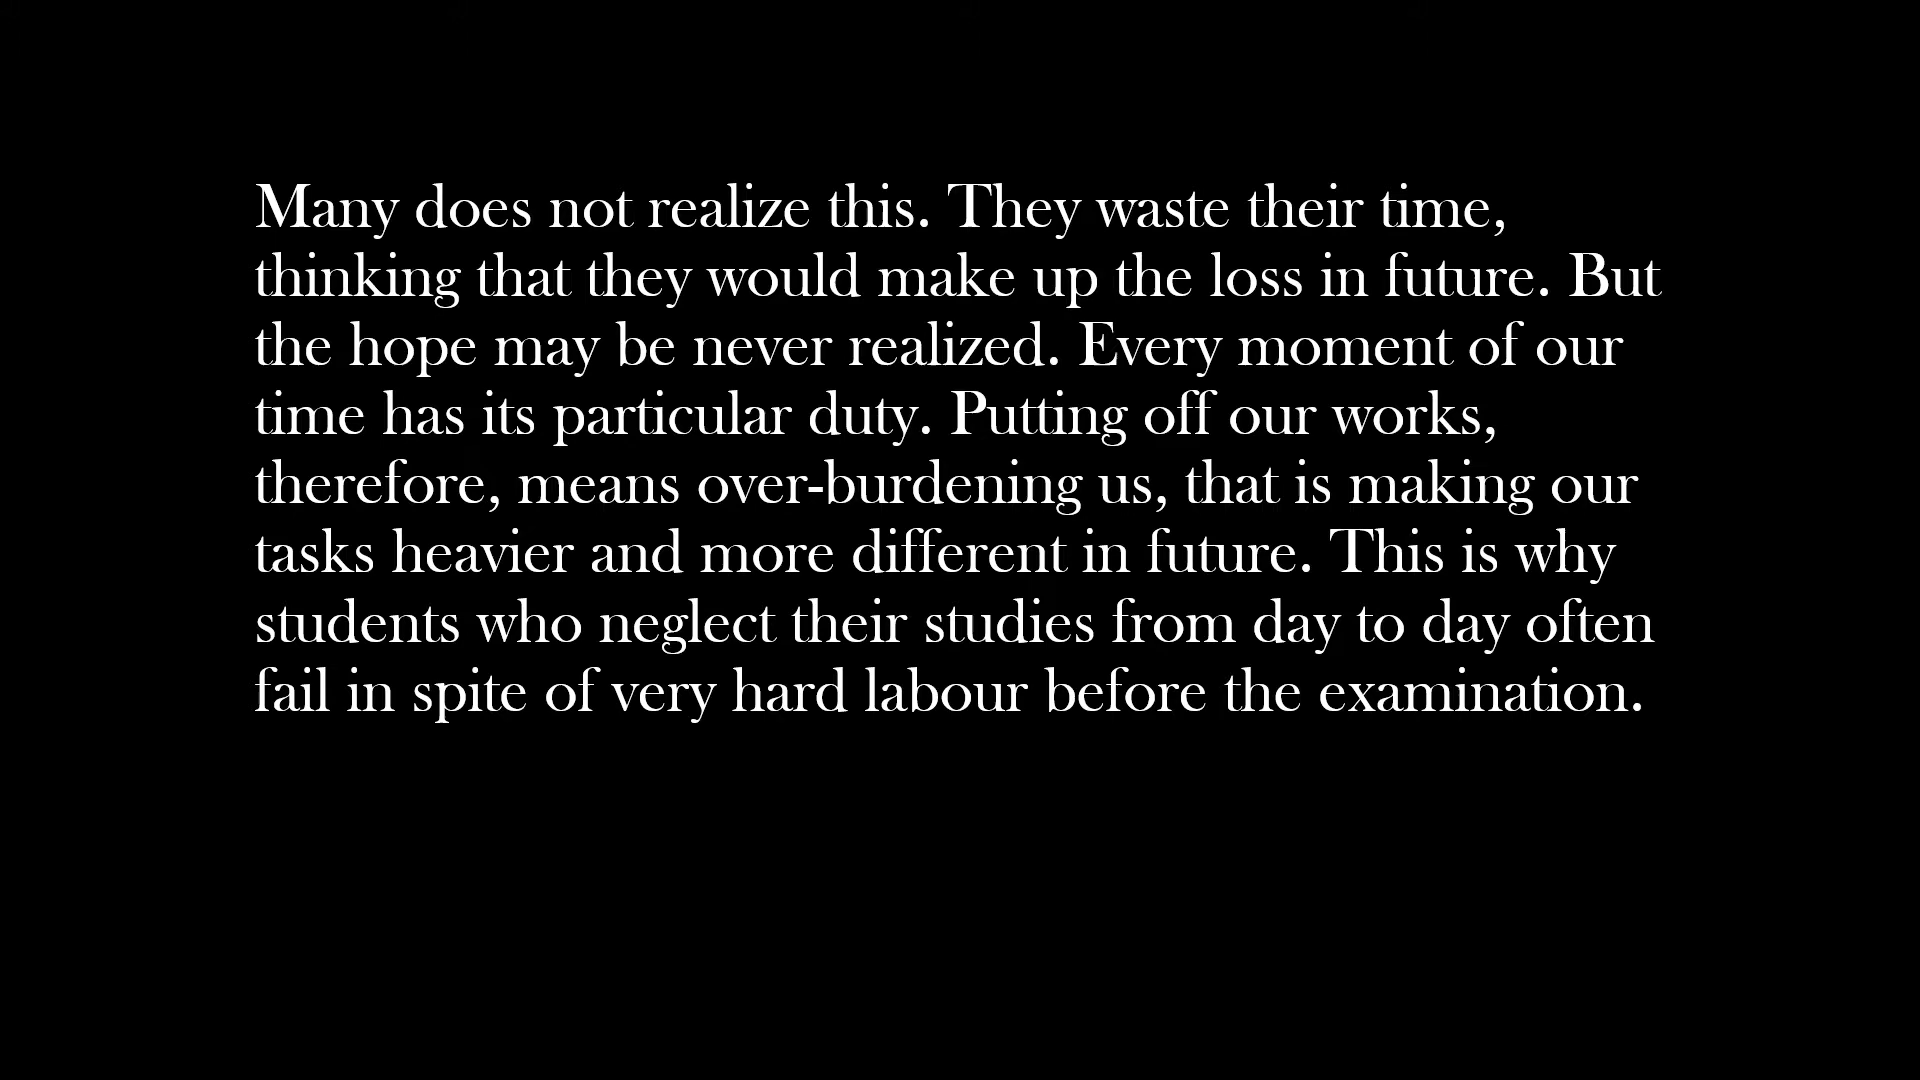 Many does not realize this. They waste their time,
thinking that they would make up the loss in future. But
the hope may be never realized. Every moment of our
time has its particular duty. Putting off our works,
therefore, means over-burdening us, that is making our
tasks heavier and more different in future. This is why
students who neglect their studies from day to day often
fail in spite of very hard labour before the examination.